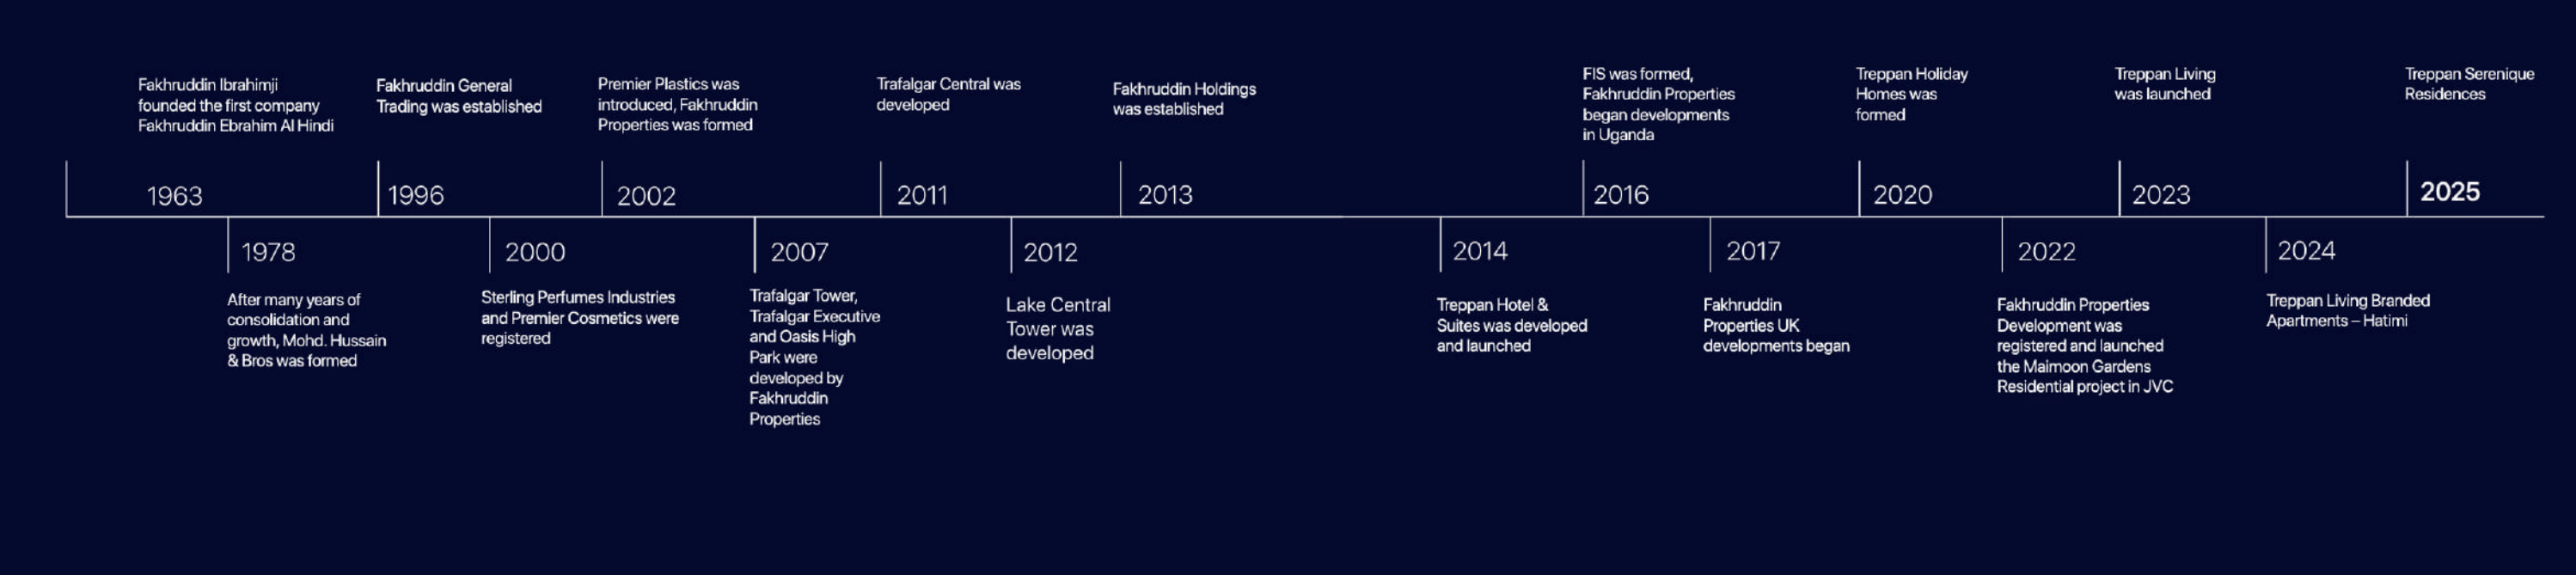 Fakhruddin Ibrahimji
founded the first company
Fakhruddin Ebrahim Al Hindi
1963
1978
After many years of
consolidation and
growth, Mohd. Hussain
& Bros was formed
Fakhruddin General
Trading was established
1996
2000
Sterling Perfumes Industries
and Premier Cosmetics were
registered
Premier Plastics was
introduced, Fakhruddin
Properties was formed
2002
2007
Trafalgar Tower,
Trafalgar Executive
and Oasis High
Park were
developed by
Fakhruddin
Properties
Trafalgar Central was
developed
2011
2012
Lake Central
Tower was
developed
Fakhruddin Holdings
was established
2013
2014
Treppan Hotel &
Suites was developed
and launched
FIS was formed,
Fakhruddin Properties
began developments
in Uganda
2016
2017
Fakhruddin
Properties UK
developments began
Treppan Holiday
Homes was
formed
2020
2022
Fakhruddin Properties
Development was
registered and launched
the Maimoon Gardens
Residential project in JVC
Treppan Living
was launched
2023
2024
Treppan Living Branded
Apartments – Hatimi
Treppan Serenique
Residences
2025